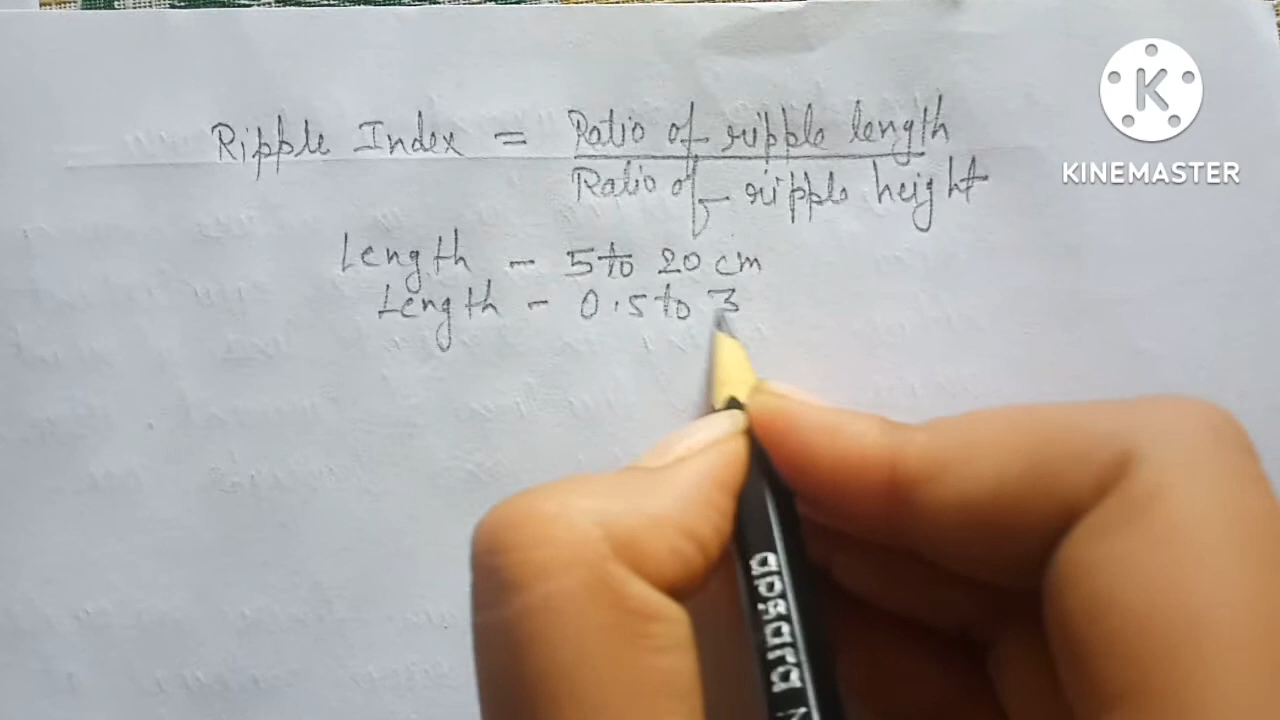 Ripple Index = Ratio of ripple length
Ratio of ripple height
Length - 5 to 20 cm
Length - 0.5 to 3
K
KINEMASTER
apsara